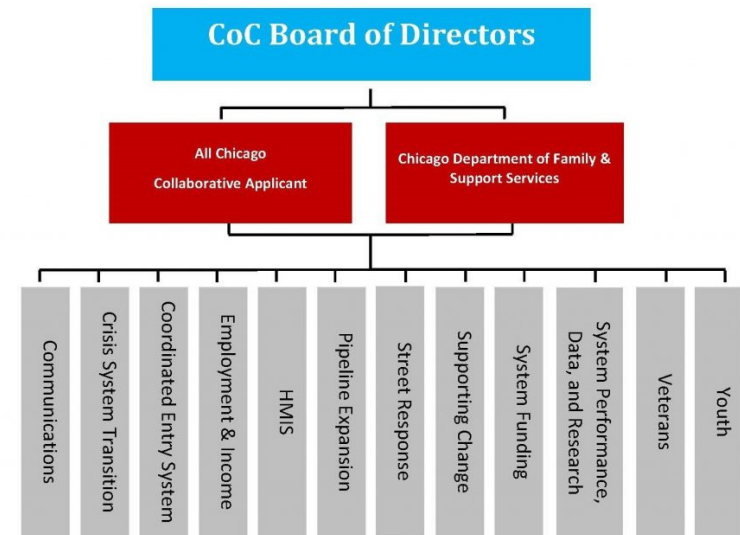 CoC Board of Directors
All Chicago
Collaborative Applicant
Chicago Department of Family &
Support Services
Communications
Crisis System Transition
Coordinated Entry System
Employment & Income
HMIS
Pipeline Expansion
Street Response
Supporting Change
System Funding
System Performance,
Data, and Research
Veterans
Youth